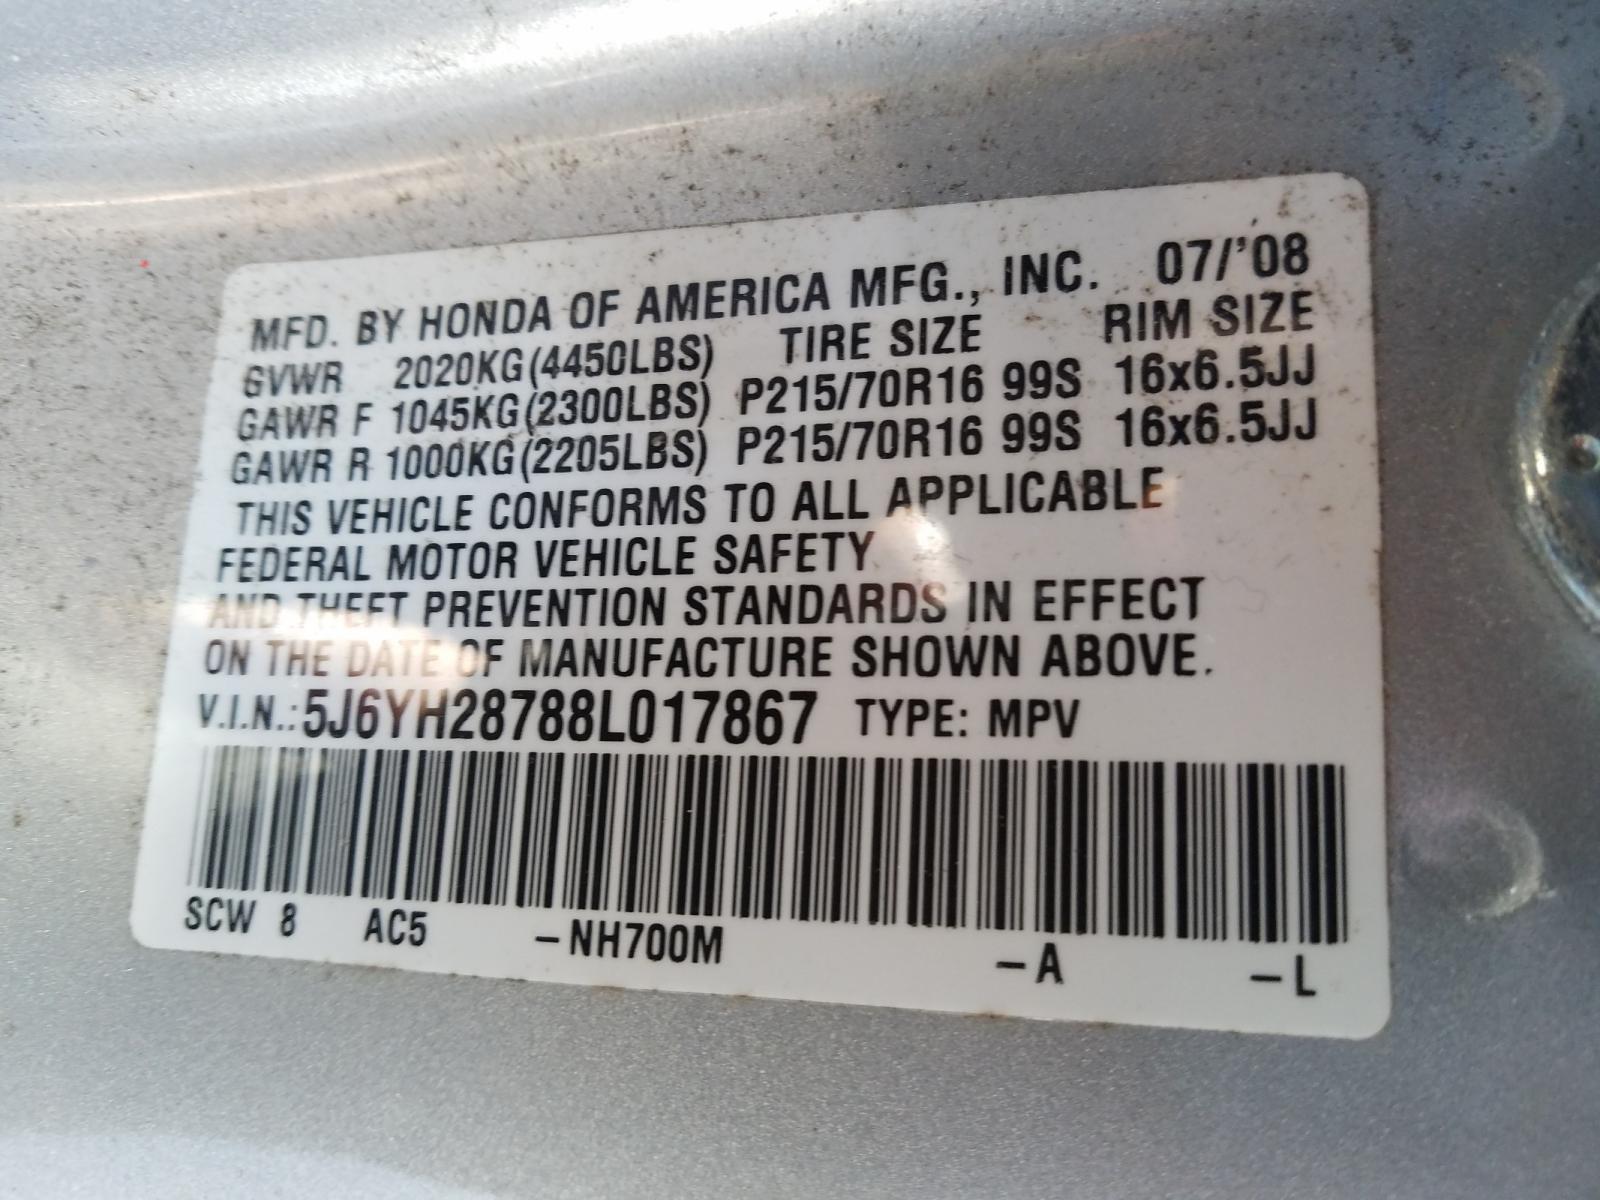 MFD. BY HONDA OF AMERICA MFG., INC. 07/'08
GVWR 2020KG(4450LBS) TIRE SIZE RIM SIZE
GAWR F 1045KG(2300LBS) P215/70R16 99S 16x6.5JJ
GAWR R 1000KG(2205LBS) P215/70R16 99S 16x6.5JJ
THIS VEHICLE CONFORMS TO ALL APPLICABLE
FEDERAL MOTOR VEHICLE SAFETY
AND THEFT PREVENTION STANDARDS IN EFFECT
ON THE DATE OF MANUFACTURE SHOWN ABOVE.
V.I.N.: 5J6YH28788L017867 TYPE: MPV
SCW 8 AC5 –NH700M –A –L